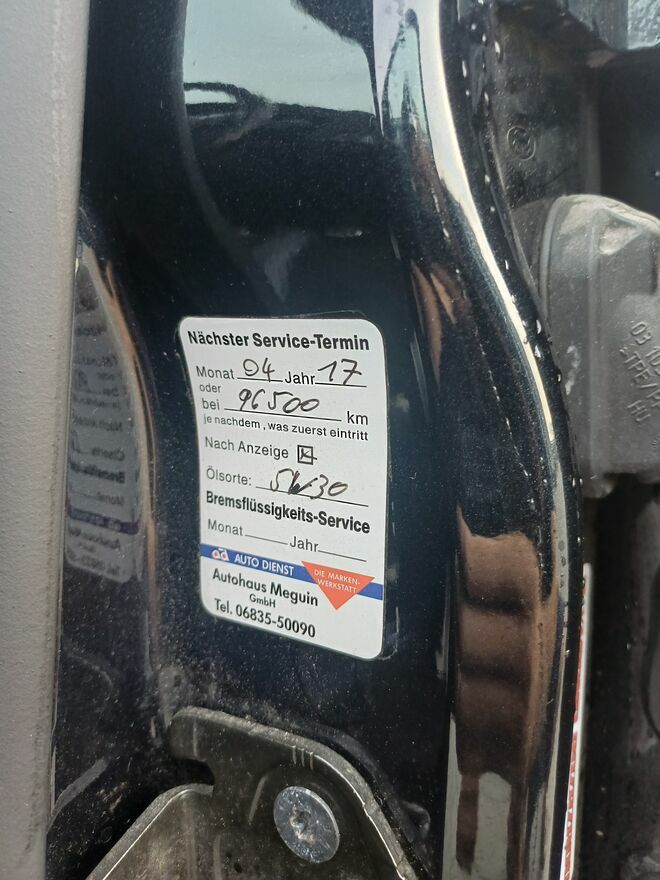 Nächster Service-Termin
Monat 04 Jahr 17
oder
bei 96500 km
je nachdem, was zuerst eintritt
Nach Anzeige
Ölsorte: 5W30
Bremsflüssigkeits-Service
Monat Jahr
ad AUTO DIENST
DIE MARKEN-
WERKSTATT
Autohaus Meguin
GmbH
Tel. 06835-50090